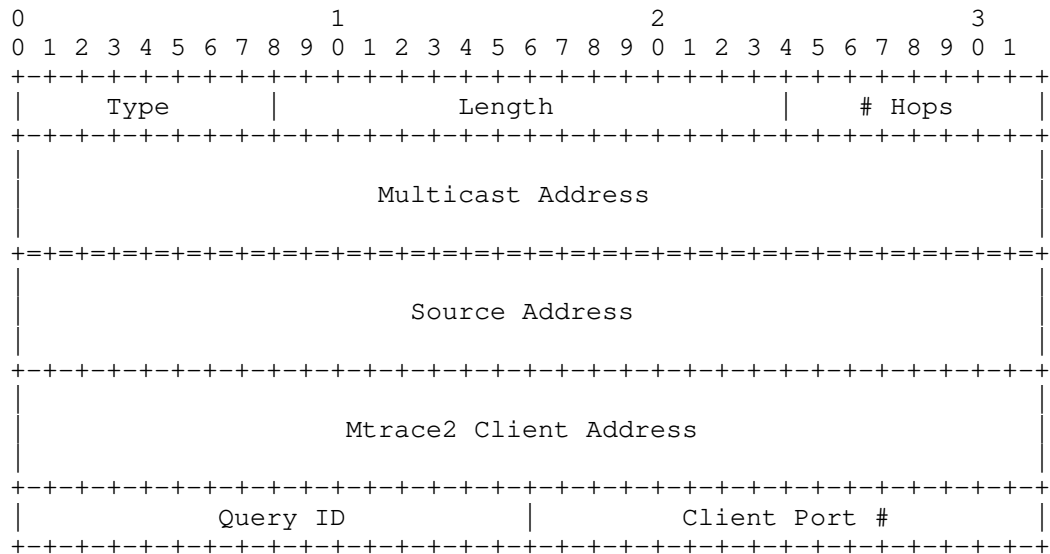 0                   1                   2                   3
0 1 2 3 4 5 6 7 8 9 0 1 2 3 4 5 6 7 8 9 0 1 2 3 4 5 6 7 8 9 0 1
+-+-+-+-+-+-+-+-+-+-+-+-+-+-+-+-+-+-+-+-+-+-+-+-+-+-+-+-+-+-+-+-+
|     Type      |           Length              |    # Hops     |
+-+-+-+-+-+-+-+-+-+-+-+-+-+-+-+-+-+-+-+-+-+-+-+-+-+-+-+-+-+-+-+-+
|                                                               |
|                      Multicast Address                        |
|                                                               |
+=+=+=+=+=+=+=+=+=+=+=+=+=+=+=+=+=+=+=+=+=+=+=+=+=+=+=+=+=+=+=+=+
|                                                               |
|                        Source Address                         |
|                                                               |
+-+-+-+-+-+-+-+-+-+-+-+-+-+-+-+-+-+-+-+-+-+-+-+-+-+-+-+-+-+-+-+-+
|                                                               |
|                    Mtrace2 Client Address                     |
|                                                               |
+-+-+-+-+-+-+-+-+-+-+-+-+-+-+-+-+-+-+-+-+-+-+-+-+-+-+-+-+-+-+-+-+
|            Query ID           |         Client Port #         |
+-+-+-+-+-+-+-+-+-+-+-+-+-+-+-+-+-+-+-+-+-+-+-+-+-+-+-+-+-+-+-+-+